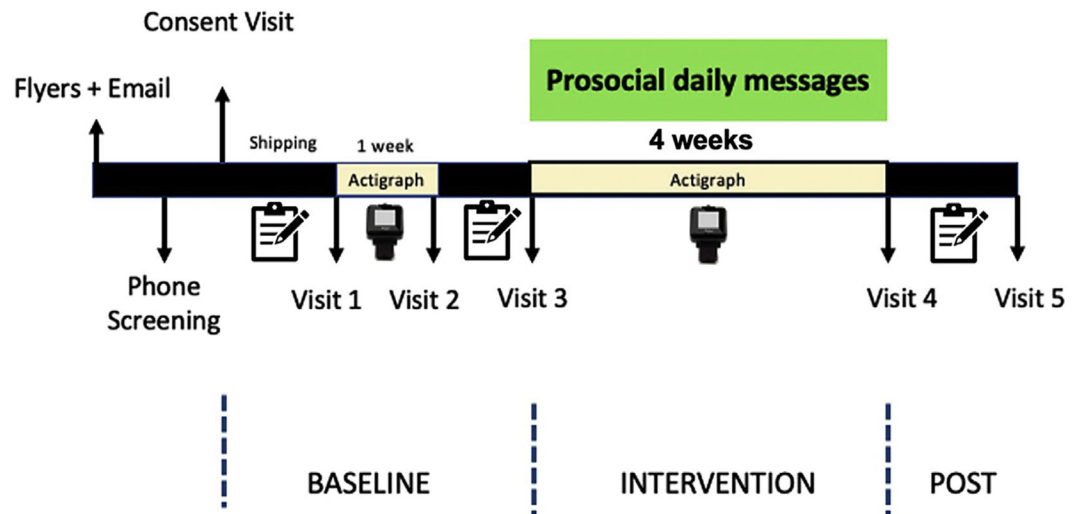 Consent Visit
Flyers + Email
Prosocial daily messages
Shipping
1 week
4 weeks
Actigraph
Actigraph
Phone
Screening
Visit 1
Visit 2
Visit 3
Visit 4
Visit 5
BASELINE
INTERVENTION
POST